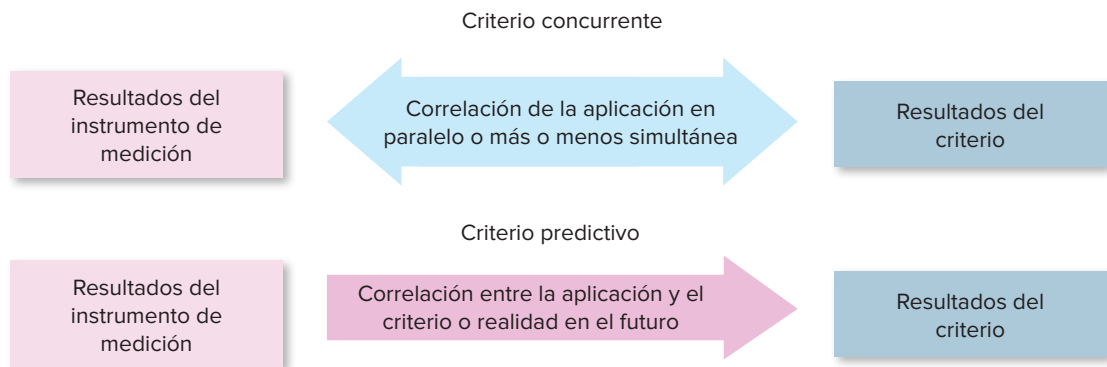 Criterio concurrente
Resultados del
instrumento de
medición
Correlación de la aplicación en
paralelo o más o menos simultánea
Resultados del
criterio
Criterio predictivo
Resultados del
instrumento de
medición
Correlación entre la aplicación y el
criterio o realidad en el futuro
Resultados del
criterio